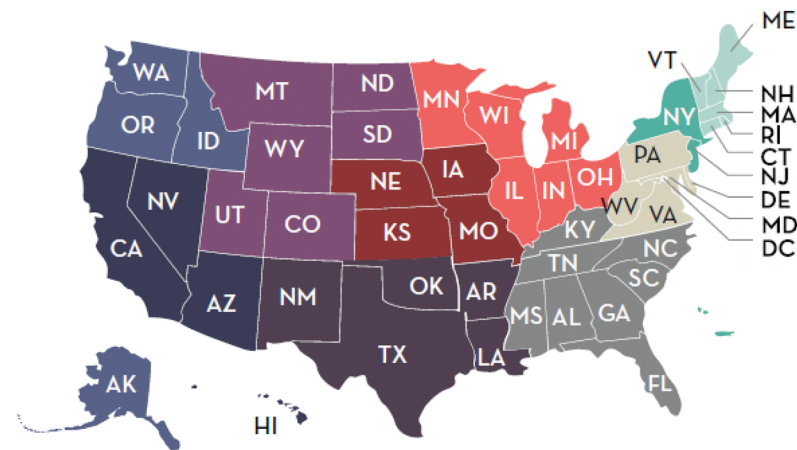 ME
VT
WA
MT
ND
MN
NH
OR
ID
SD
WI
MI
NY
MA
RI
WY
PA
CT
NJ
NV
UT
CO
NE
IA
IL
IN
OH
DE
MD
DC
CA
KS
MO
WV
VA
KY
NC
TN
SC
AZ
NM
OK
AR
MS
AL
GA
TX
LA
FL
AK
HI